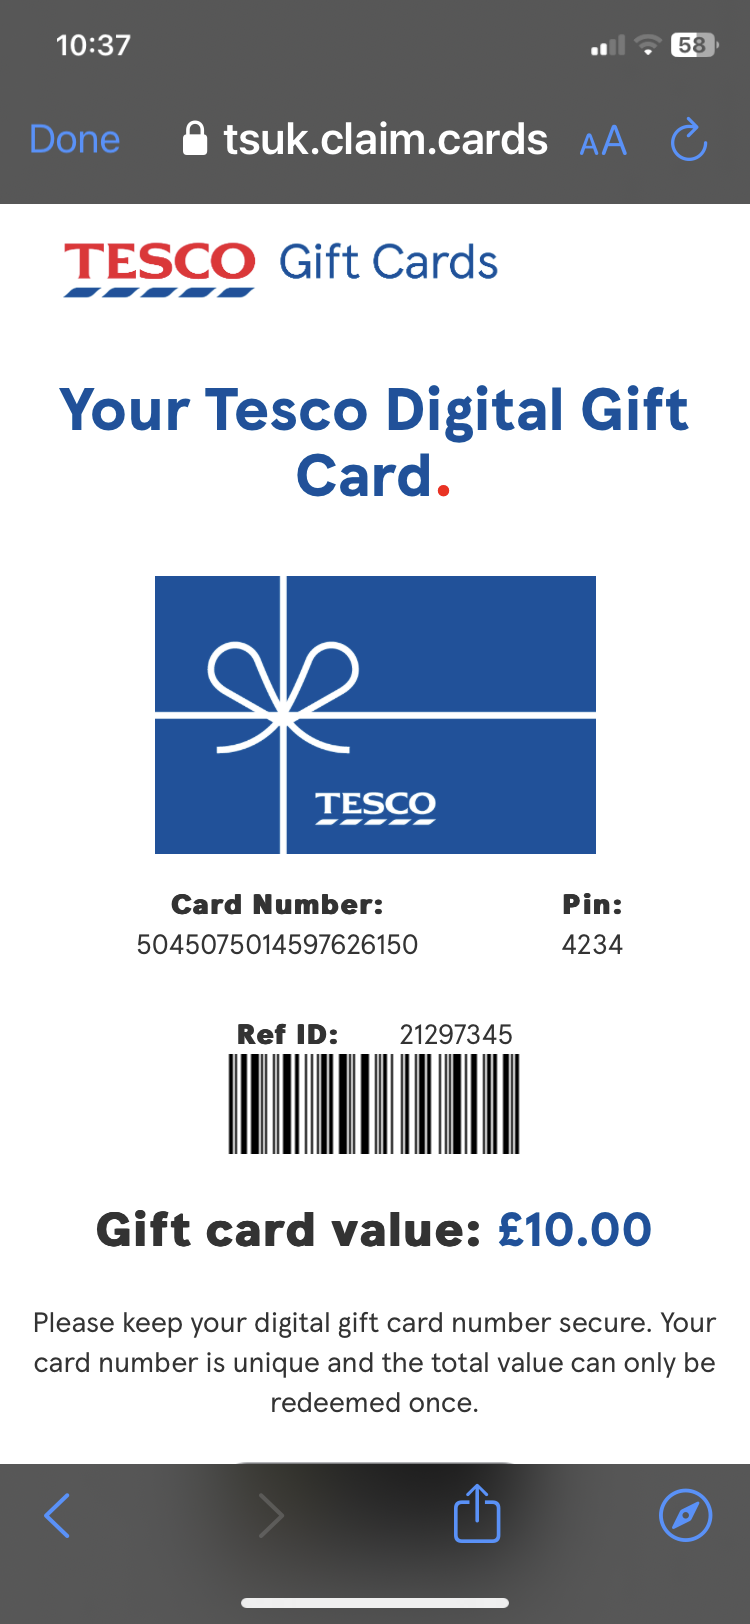 10:37
58
Done
tsuk.claim.cards
AA
TESCO Gift Cards
Your Tesco Digital Gift
Card.
TESCO
Card Number: Pin:
5045075014597626150 4234
Ref ID: 21297345
Gift card value: £10.00
Please keep your digital gift card number secure. Your
card number is unique and the total value can only be
redeemed once.